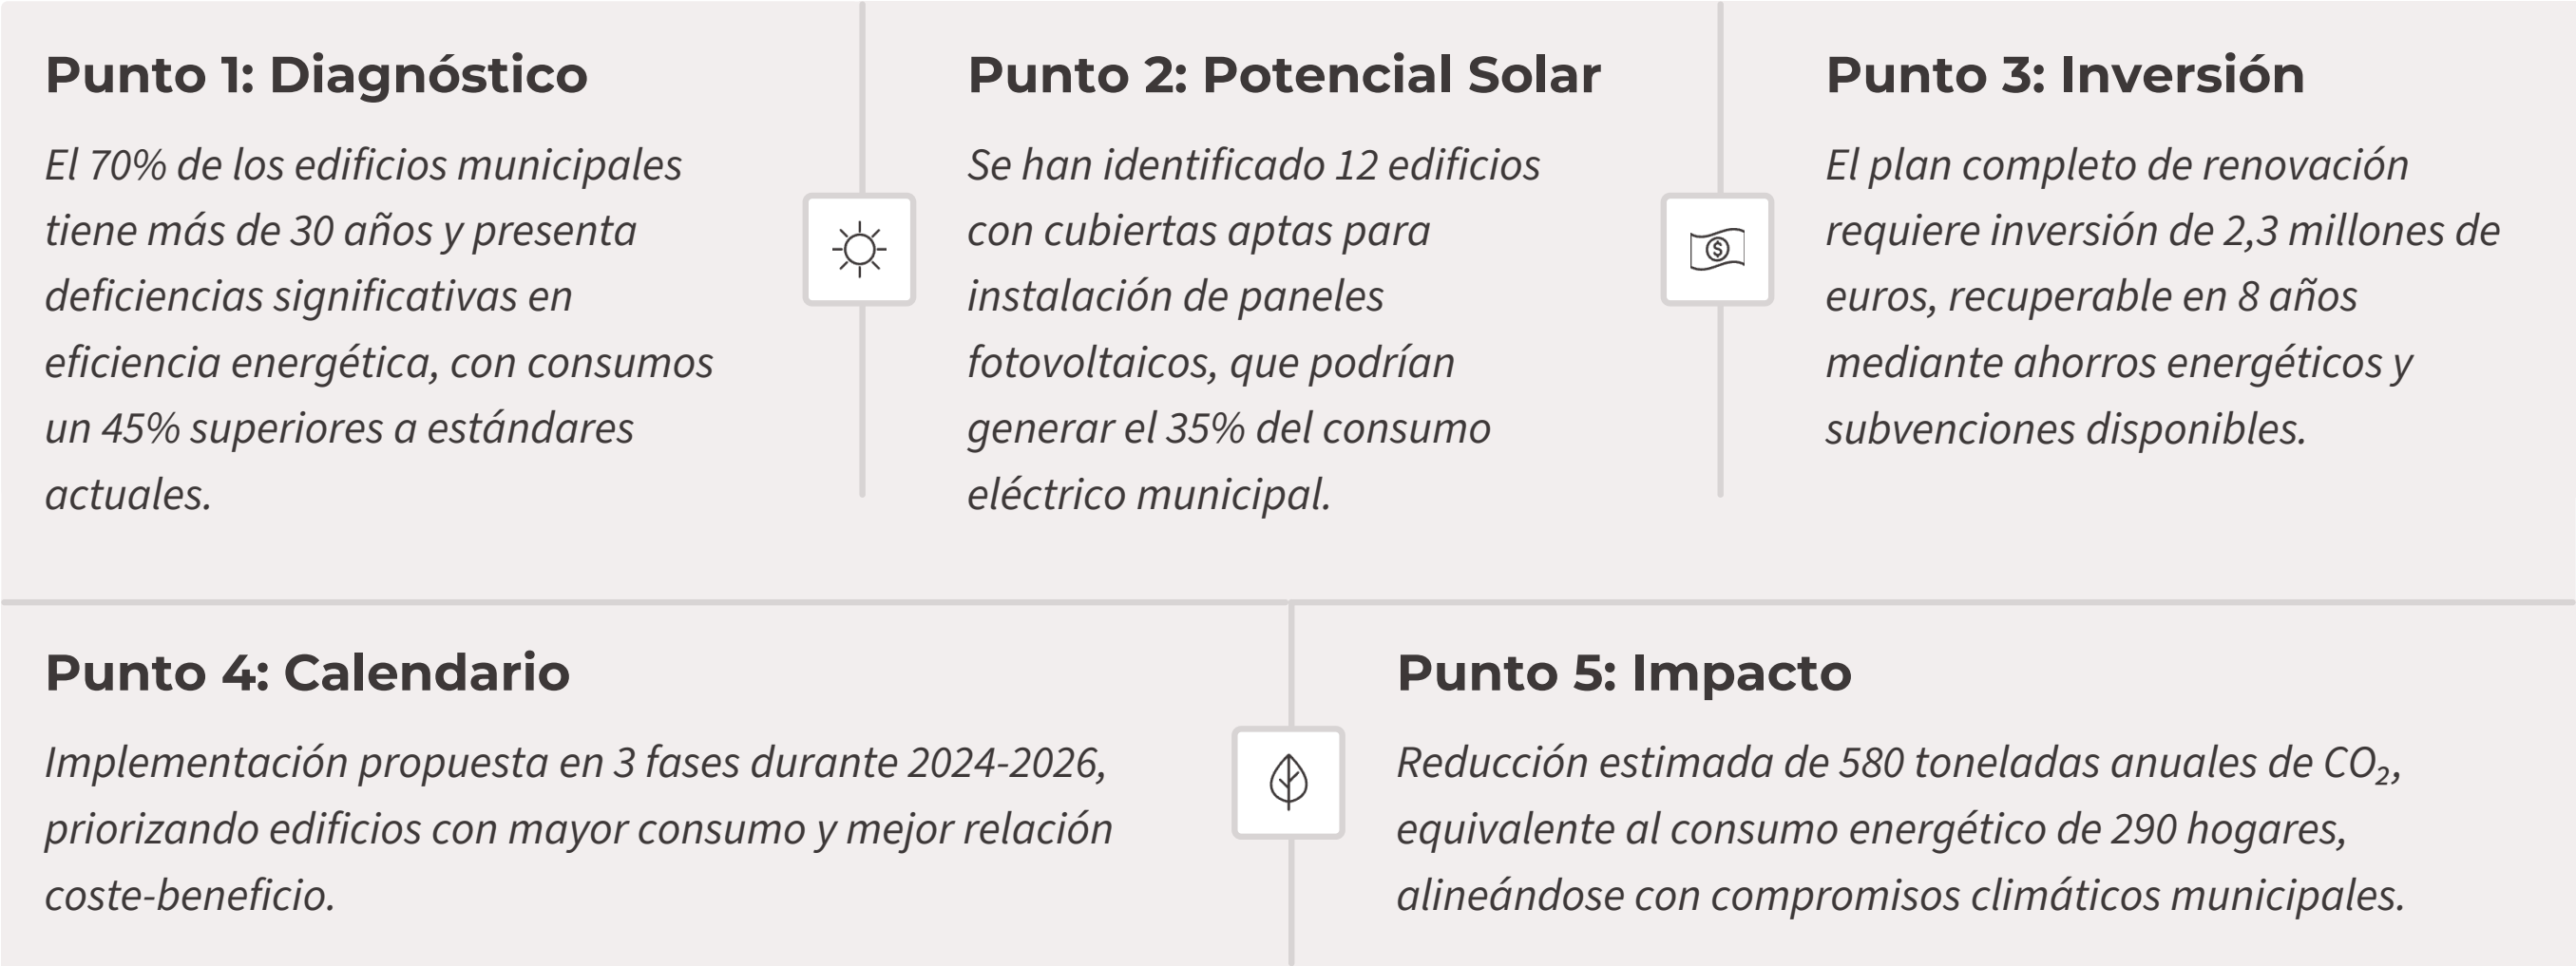 Punto 1: Diagnóstico
El 70% de los edificios municipales
tiene más de 30 años y presenta
deficiencias significativas en
eficiencia energética, con consumos
un 45% superiores a estándares
actuales.
Punto 2: Potencial Solar
Se han identificado 12 edificios
con cubiertas aptas para
instalación de paneles
fotovoltaicos, que podrían
generar el 35% del consumo
eléctrico municipal.
Punto 3: Inversión
El plan completo de renovación
requiere inversión de 2,3 millones de
euros, recuperable en 8 años
mediante ahorros energéticos y
subvenciones disponibles.
Punto 4: Calendario
Implementación propuesta en 3 fases durante 2024-2026,
priorizando edificios con mayor consumo y mejor relación
coste-beneficio.
Punto 5: Impacto
Reducción estimada de 580 toneladas anuales de CO₂,
equivalente al consumo energético de 290 hogares,
alineándose con compromisos climáticos municipales.